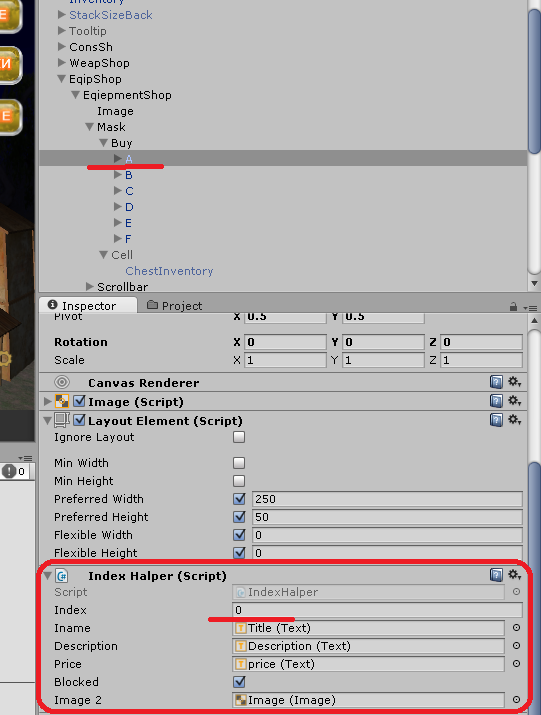 Inventory
StackSizeBack
Tooltip
ConsSh
WeapShop
EqipShop
EqiepmentShop
Image
Mask
Buy
A
B
C
D
E
F
Cell
ChestInventory
Scrollbar
Inspector Project
Pivot X 0.5 Y 0.5
Rotation X 0 Y 0 Z 0
Scale X 1 Y 1 Z 1
Canvas Renderer
Image (Script)
Layout Element (Script)
0
Ignore Layout
Min Width
Min Height
Preferred Width 250
Preferred Height 50
Flexible Width 0
Flexible Height 0
Index Halper (Script)
Script IndexHalper
Index 0
Iname Title (Text)
Description Description (Text)
Price price (Text)
Blocked
Image 2 Image (Image)